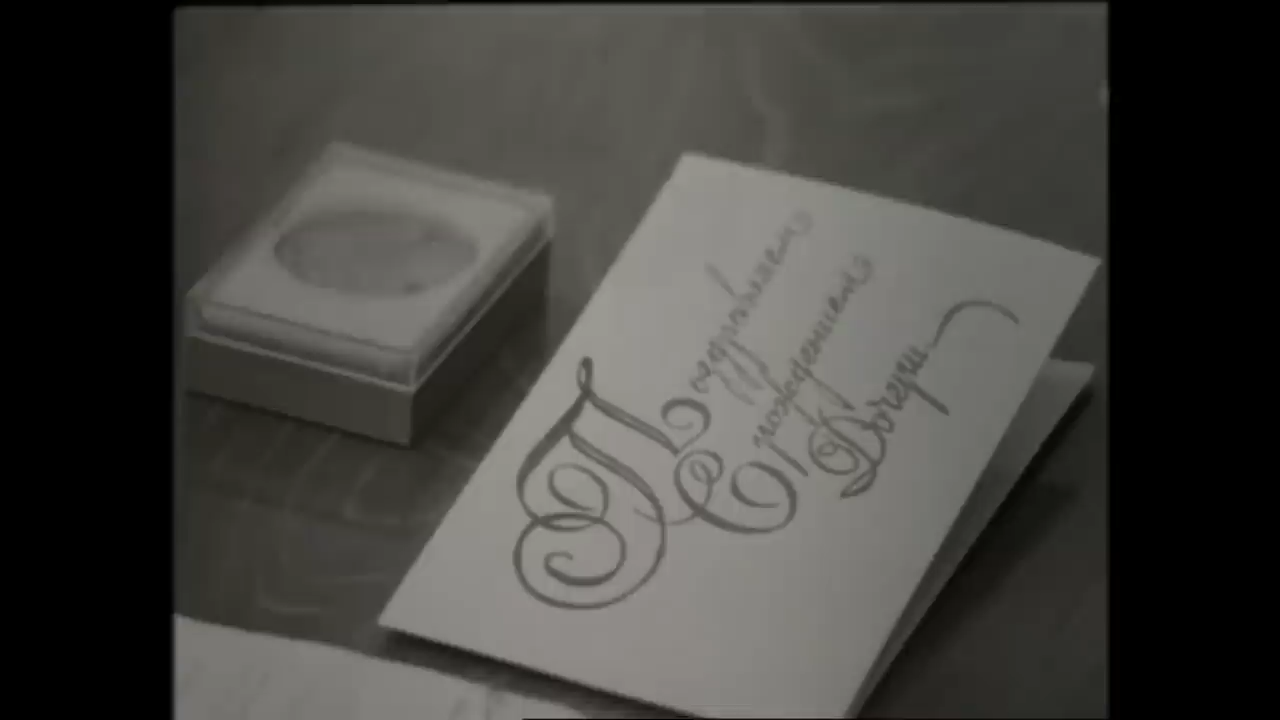 Поздравляем
С рождением
Дочери